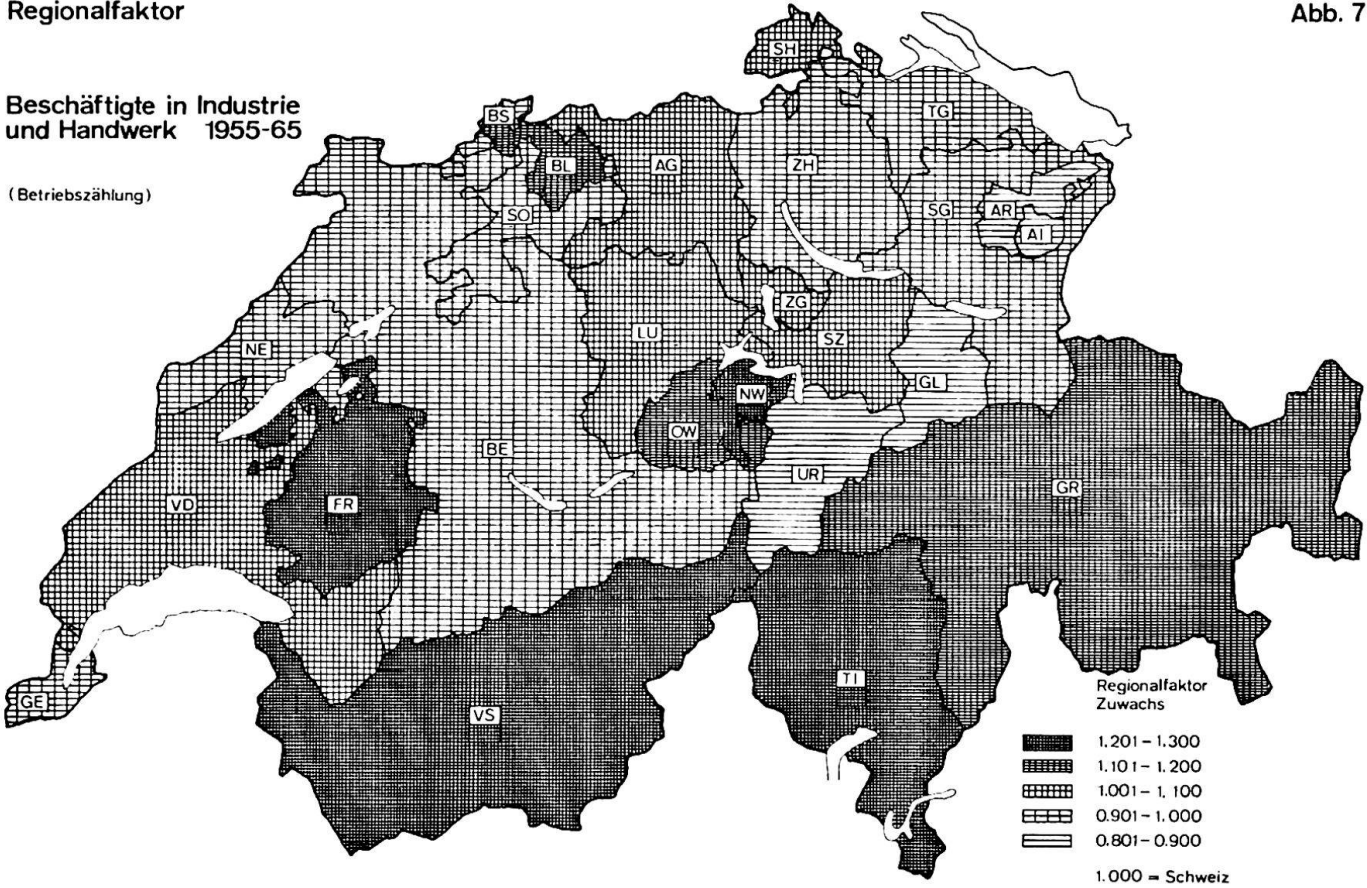 Regionalfaktor
Abb. 7
Beschäftigte in Industrie
und Handwerk 1955-65
(Betriebszählung)
SH
BS
TG
BL
AG
ZH
SO
SG
AR
AI
ZG
LU
SZ
NE
GL
NW
OW
BE
UR
GR
VD
FR
TI
GE
VS
Regionalfaktor
Zuwachs
1.201 – 1.300
1.101 – 1.200
1.001 – 1.100
0.901 – 1.000
0.801 – 0.900
1.000 = Schweiz